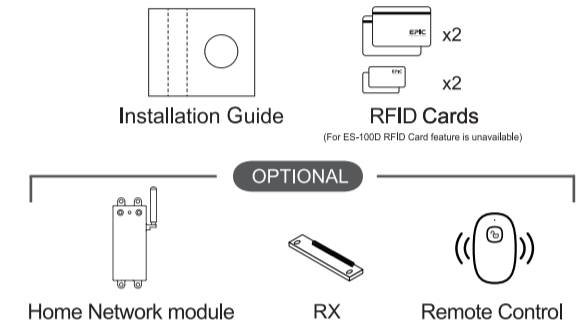 EPIC
x2
EPIC
x2
Installation Guide
RFID Cards
(For ES-100D RFID Card feature is unavailable)
OPTIONAL
Home Network module
RX
Remote Control